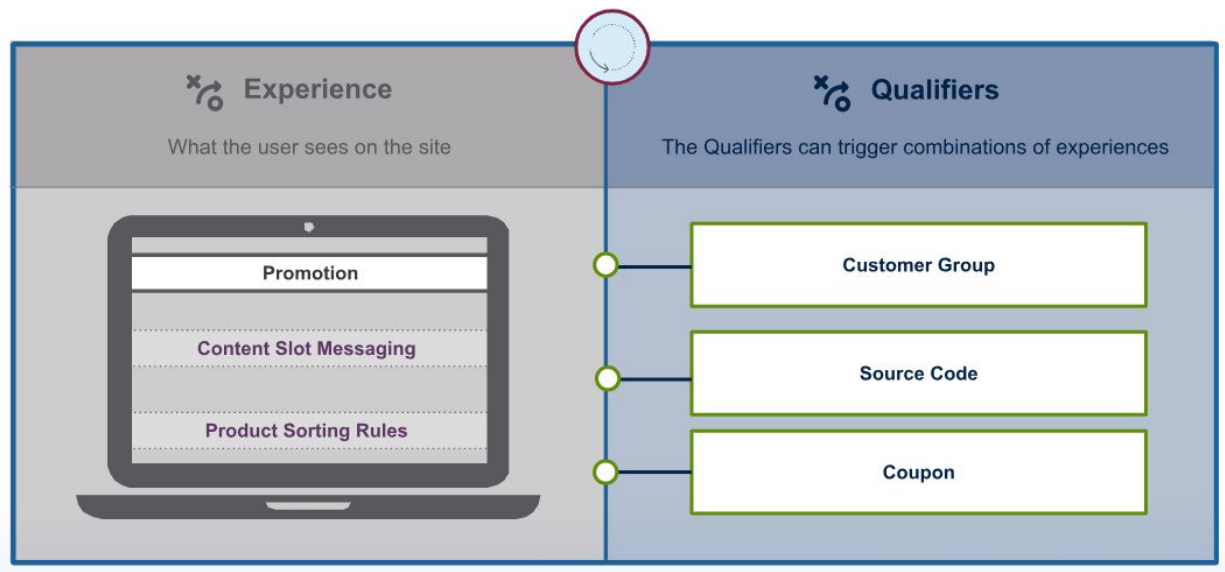 Experience
What the user sees on the site
Promotion
Content Slot Messaging
Product Sorting Rules
Qualifiers
The Qualifiers can trigger combinations of experiences
Customer Group
Source Code
Coupon